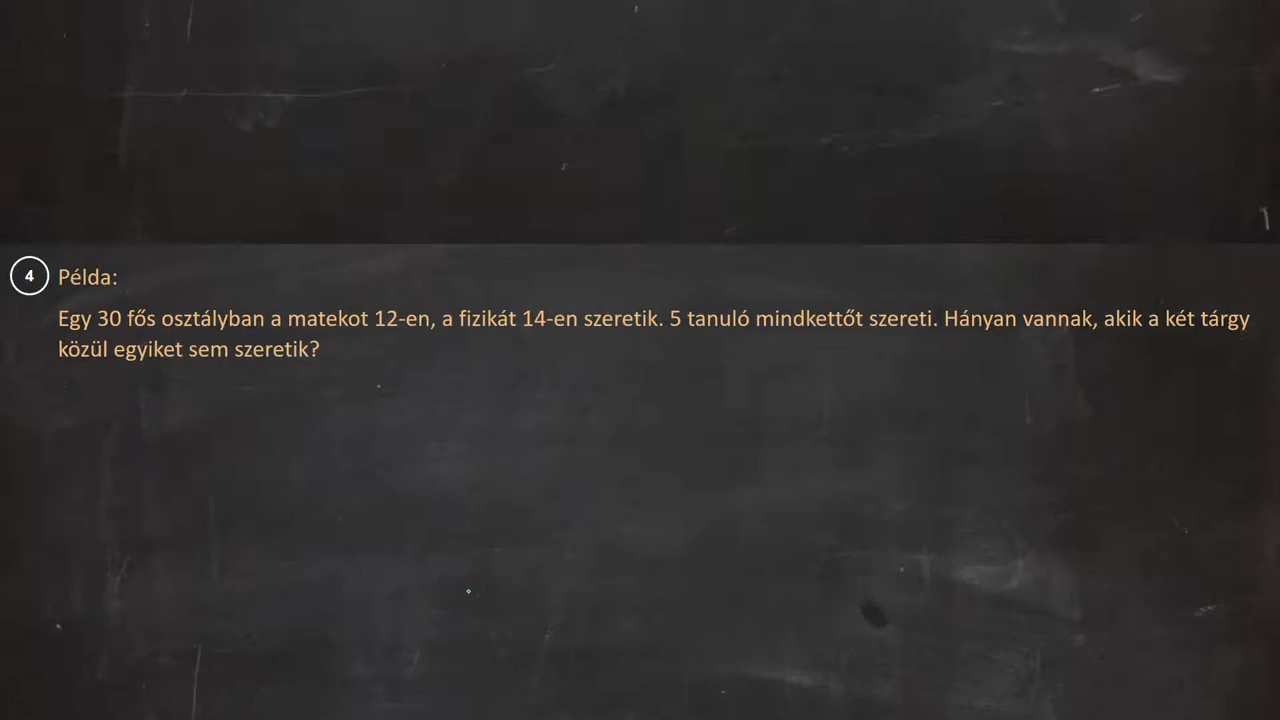 4 Példa:
Egy 30 fős osztályban a matekot 12-en, a fizikát 14-en szeretik. 5 tanuló mindkettőt szereti. Hányan vannak, akik a két tárgy
közül egyiket sem szeretik?